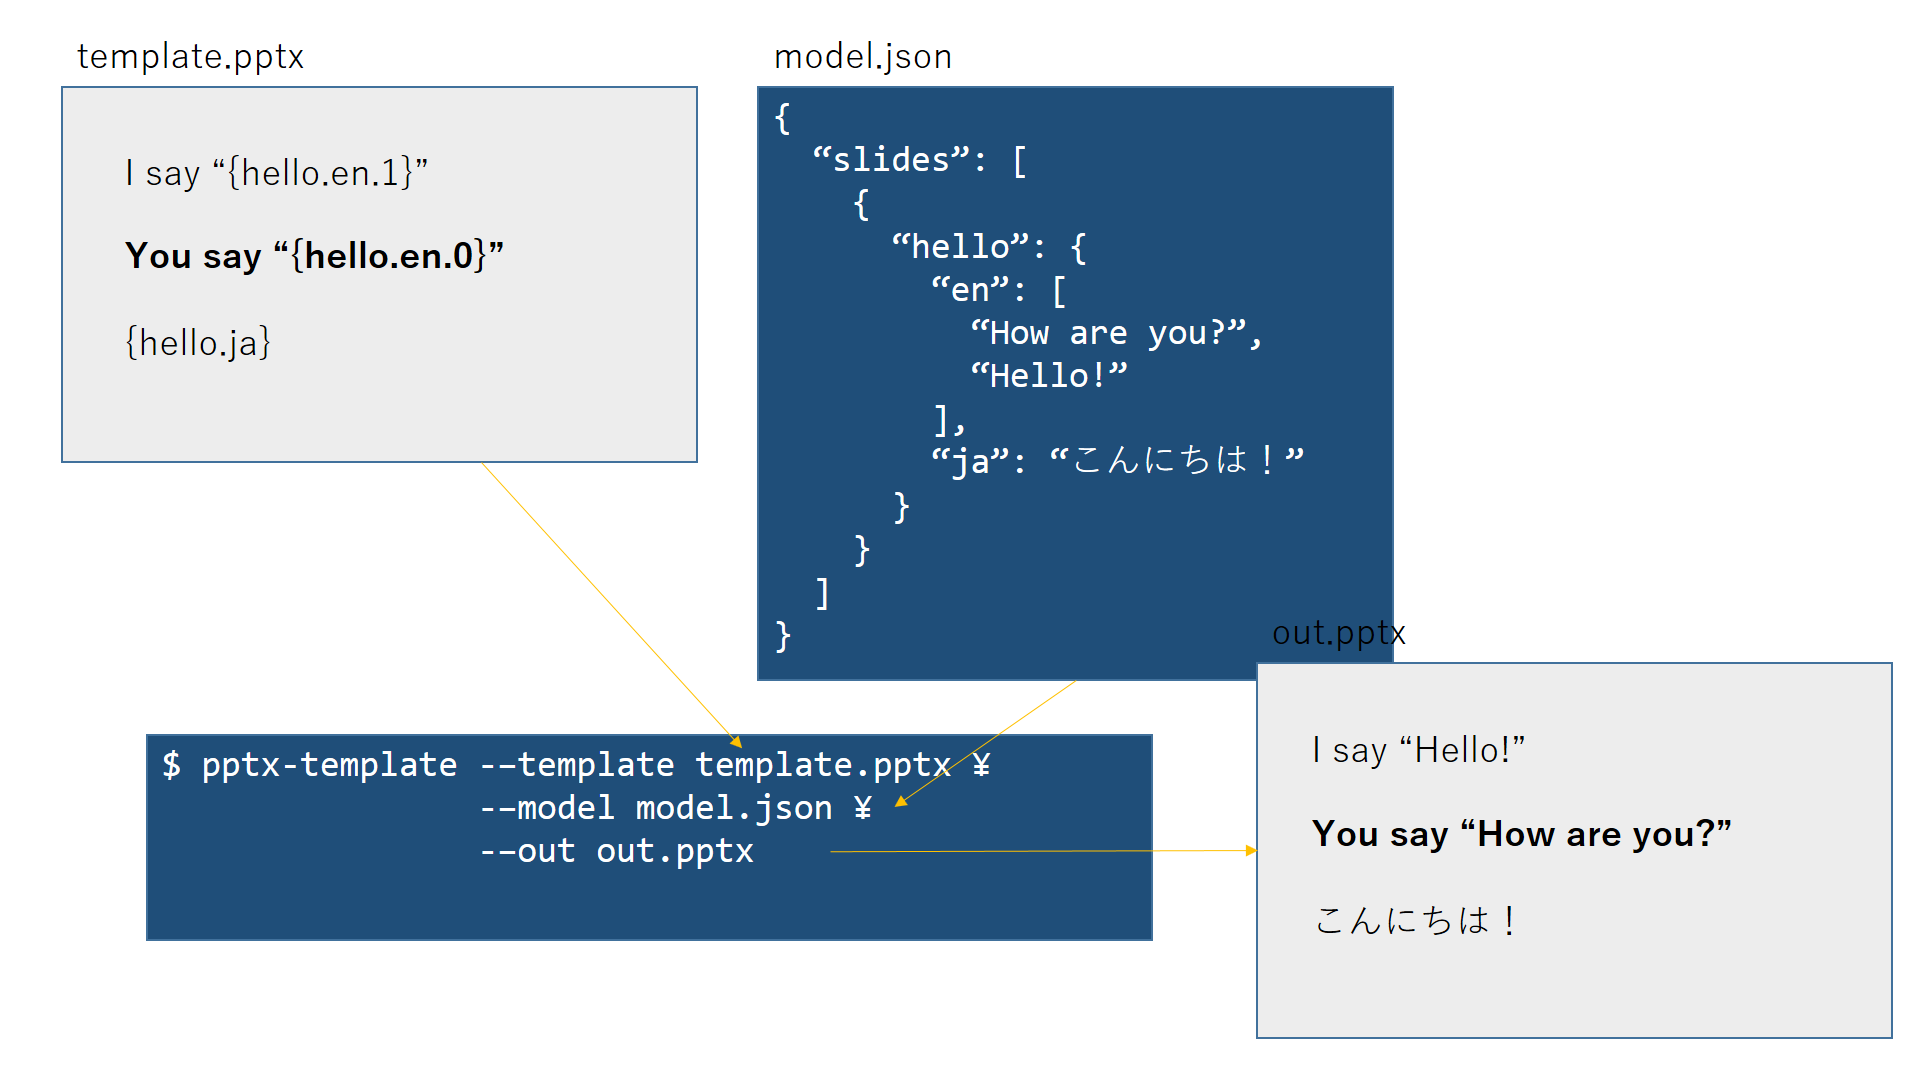 template.pptx
I say “{hello.en.1}”
You say “{hello.en.0}”
{hello.ja}
model.json
{
“slides”: [
{
“hello”: {
“en”: [
“How are you?”,
“Hello!”
],
“ja”: “こんにちは！”
}
}
]
}
$ pptx-template --template template.pptx ¥
--model model.json ¥
--out out.pptx
out.pptx
I say “Hello!”
You say “How are you?”
こんにちは！